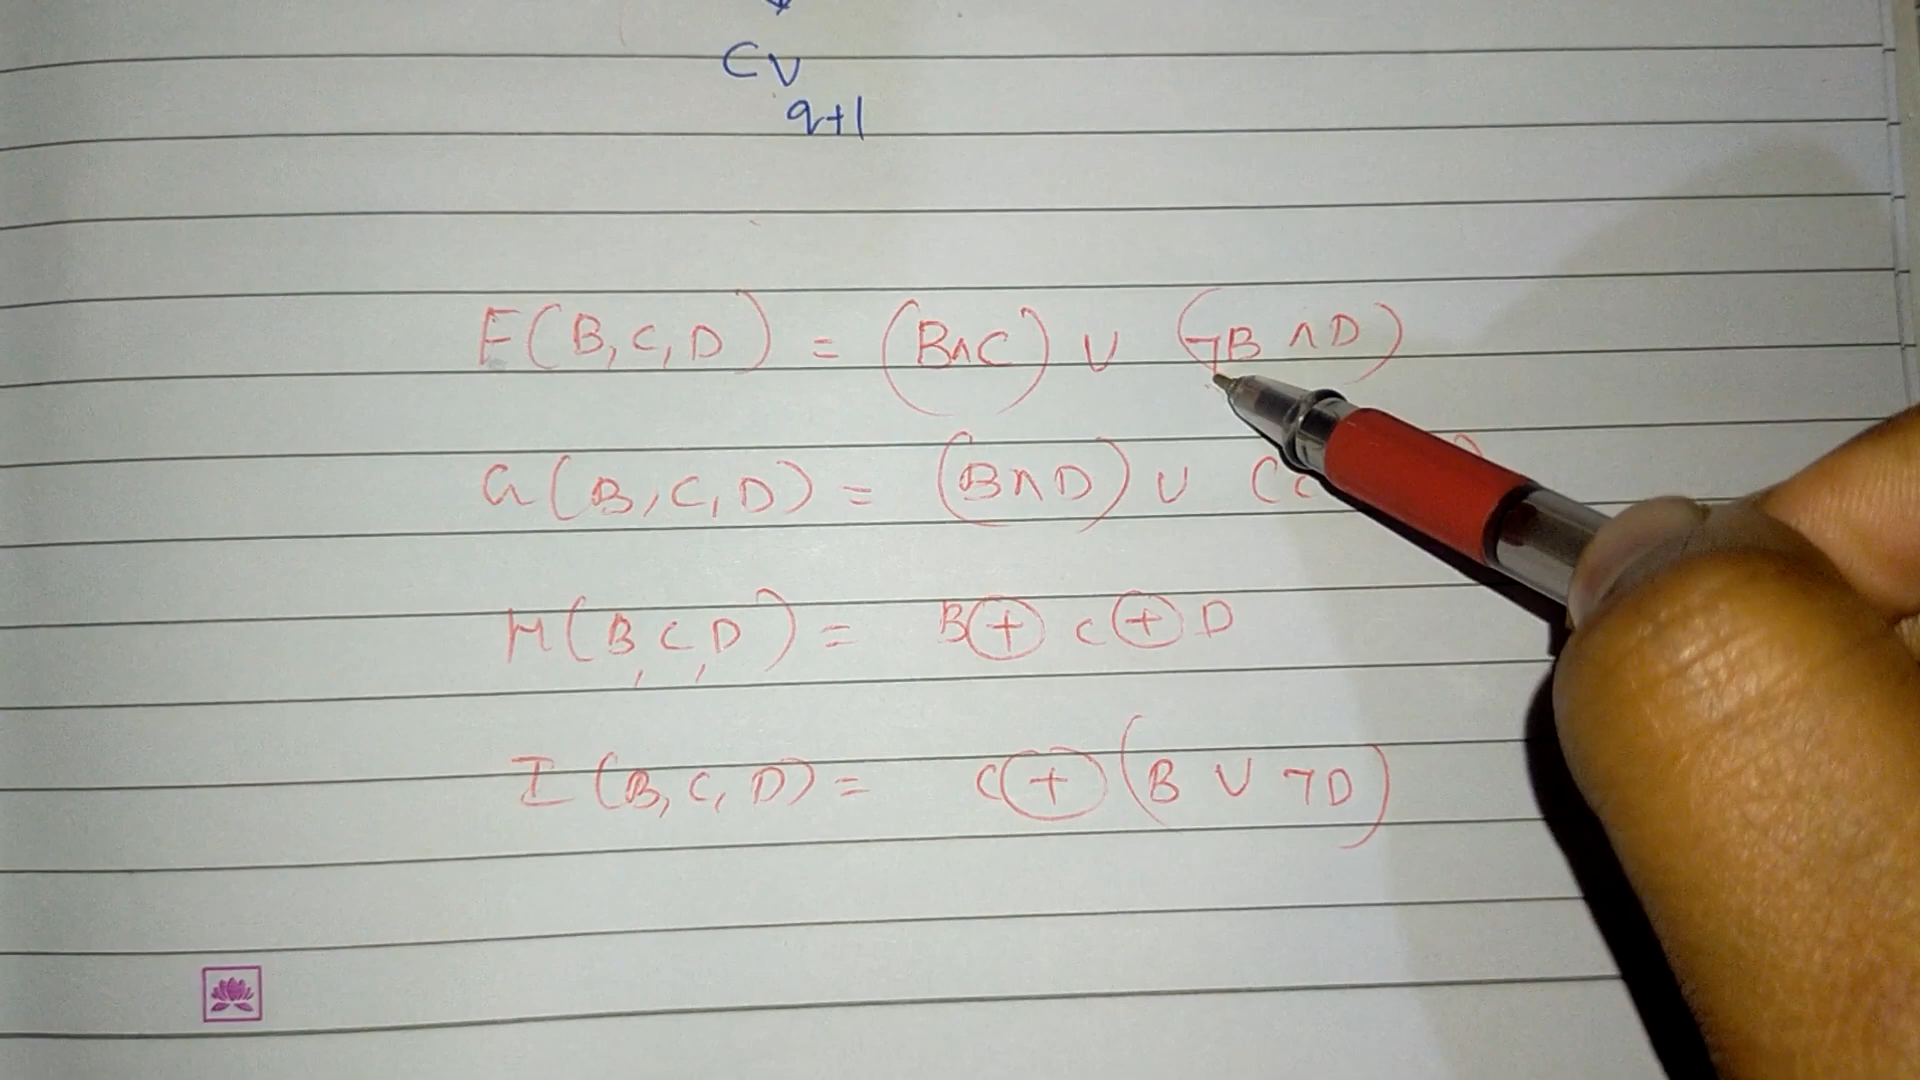 CV
q+1
F(B,C,D) = (B∧C) ∨ (¬B ∧D)
G(B,C,D) = (B∧D) ∨ (C
H(B,C,D) = B⊕ C⊕D
I(B,C,D) = C⊕(B ∨ ¬D)